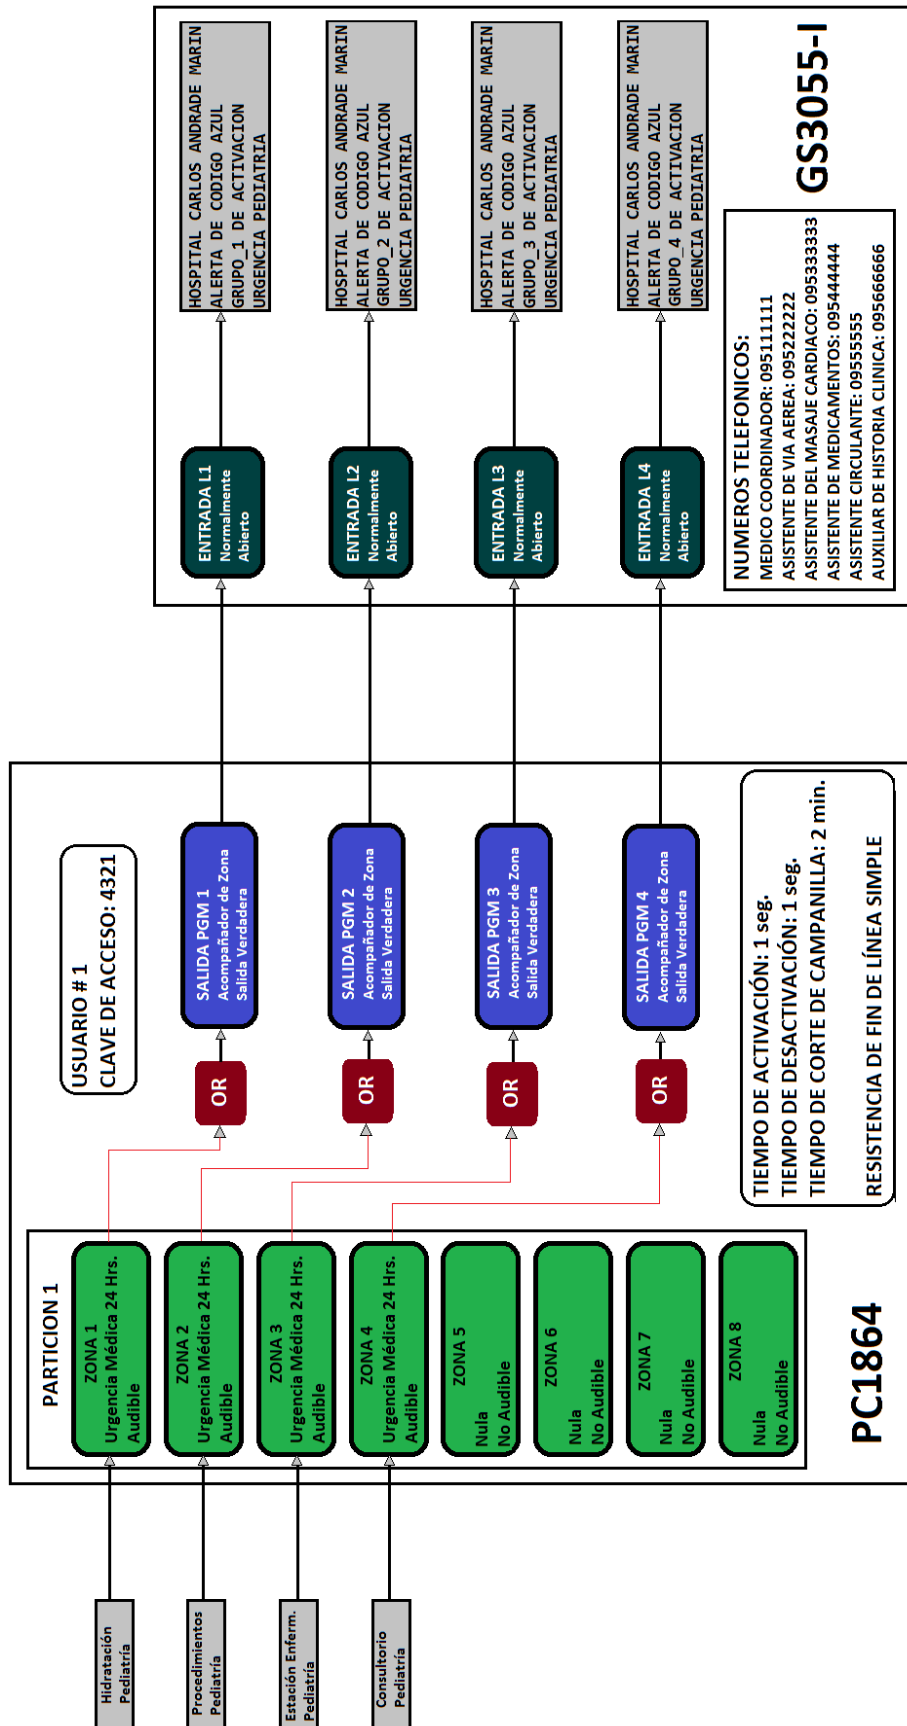 Hidratación
Pediatría
Procedimientos
Pediatría
Estación Enferm.
Pediatría
Consultorio
Pediatría
PARTICION 1
ZONA 1
Urgencia Médica 24 Hrs.
Audible
ZONA 2
Urgencia Médica 24 Hrs.
Audible
ZONA 3
Urgencia Médica 24 Hrs.
Audible
ZONA 4
Urgencia Médica 24 Hrs.
Audible
ZONA 5
Nula
No Audible
ZONA 6
Nula
No Audible
ZONA 7
Nula
No Audible
ZONA 8
Nula
No Audible
PC1864
USUARIO # 1
CLAVE DE ACCESO: 4321
OR
OR
OR
OR
SALIDA PGM 1
Acompañador de Zona
Salida Verdadera
SALIDA PGM 2
Acompañador de Zona
Salida Verdadera
SALIDA PGM 3
Acompañador de Zona
Salida Verdadera
SALIDA PGM 4
Acompañador de Zona
Salida Verdadera
TIEMPO DE ACTIVACIÓN: 1 seg.
TIEMPO DE DESACTIVACIÓN: 1 seg.
TIEMPO DE CORTE DE CAMPANILLA: 2 min.
RESISTENCIA DE FIN DE LÍNEA SIMPLE
ENTRADA L1
Normalmente
Abierto
ENTRADA L2
Normalmente
Abierto
ENTRADA L3
Normalmente
Abierto
ENTRADA L4
Normalmente
Abierto
HOSPITAL CARLOS ANDRADE MARIN
ALERTA DE CODIGO AZUL
GRUPO_1 DE ACTIVACION
URGENCIA PEDIATRIA
HOSPITAL CARLOS ANDRADE MARIN
ALERTA DE CODIGO AZUL
GRUPO_2 DE ACTIVACION
URGENCIA PEDIATRIA
HOSPITAL CARLOS ANDRADE MARIN
ALERTA DE CODIGO AZUL
GRUPO_3 DE ACTIVACION
URGENCIA PEDIATRIA
HOSPITAL CARLOS ANDRADE MARIN
ALERTA DE CODIGO AZUL
GRUPO_4 DE ACTIVACION
URGENCIA PEDIATRIA
NUMEROS TELEFONICOS:
MEDICO COORDINADOR: 095111111
ASISTENTE DE VIA AEREA: 095222222
ASISTENTE DEL MASAJE CARDIACO: 095333333
ASISTENTE DE MEDICAMENTOS: 095444444
ASISTENTE CIRCULANTE: 09555555
AUXILIAR DE HISTORIA CLINICA: 095666666
GS3055-I